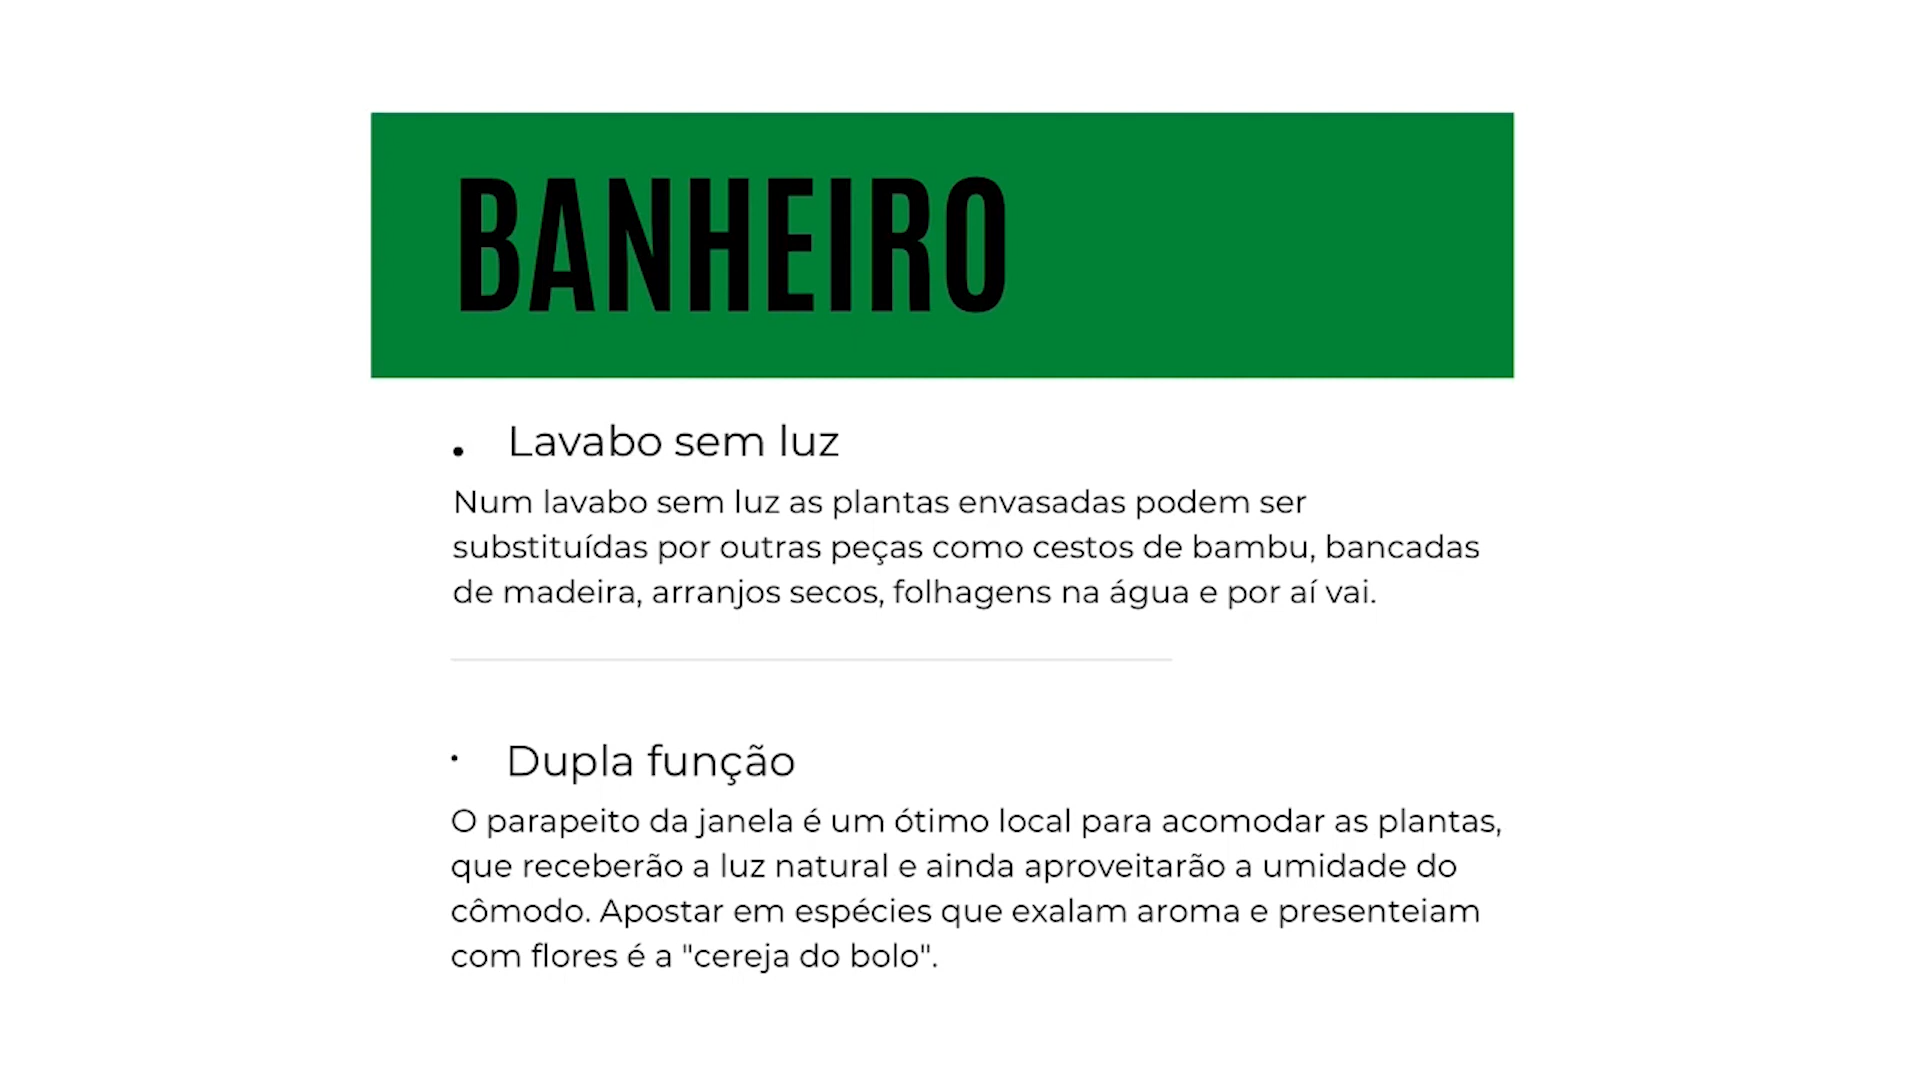 BANHEIRO
• Lavabo sem luz
Num lavabo sem luz as plantas envasadas podem ser
substituídas por outras peças como cestos de bambu, bancadas
de madeira, arranjos secos, folhagens na água e por aí vai.
• Dupla função
O parapeito da janela é um ótimo local para acomodar as plantas,
que receberão a luz natural e ainda aproveitarão a umidade do
cômodo. Apostar em espécies que exalam aroma e presenteiam
com flores é a "cereja do bolo".